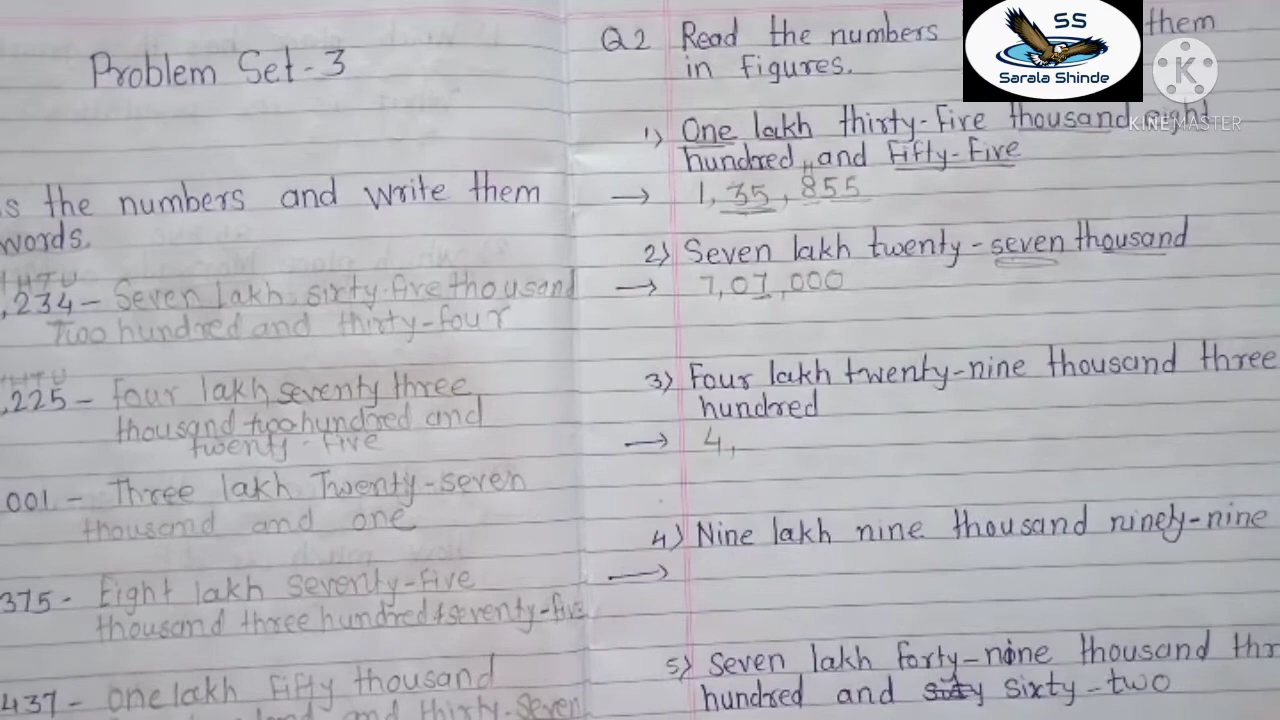 Problem Set-3
s the numbers and write them
words.
T H T U
,234 - Seven lakh sixty-five thousand
Two hundred and thirty-four
H T U
,225 - four lakh seventy three
thousand two hundred and
twenty-five
001 - Three lakh Twenty-seven
thousand and one
375 - Eight lakh seventy-five
thousand three hundred & seventy-five
437 - one lakh fifty thousand
and thirty-seven
Q2 Read the numbers them
in figures.
1) One lakh thirty-five thousand eight
hundred and fifty-five
→ 1,35,855
2) Seven lakh twenty-seven thousand
→ 7,07,000
3) Four lakh twenty-nine thousand three
hundred
→ 4,
4) Nine lakh nine thousand ninety-nine
→
5) Seven lakh forty-nine thousand thr
hundred and sixty-two
SS
Sarala Shinde
K
KINEMASTER